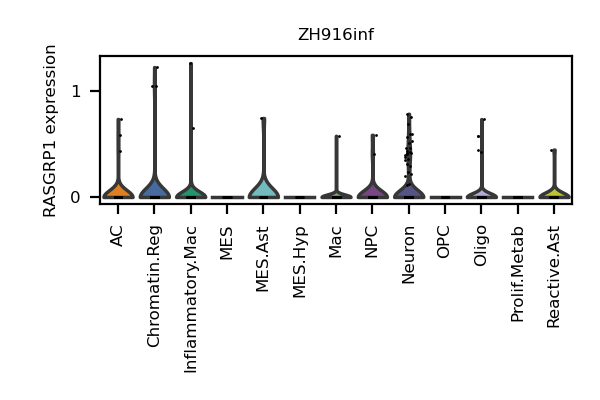 ZH916inf
RASGRP1 expression
1
0
AC
Chromatin.Reg
Inflammatory.Mac
MES
MES.Ast
MES.Hyp
Mac
NPC
Neuron
OPC
Oligo
Prolif.Metab
Reactive.Ast